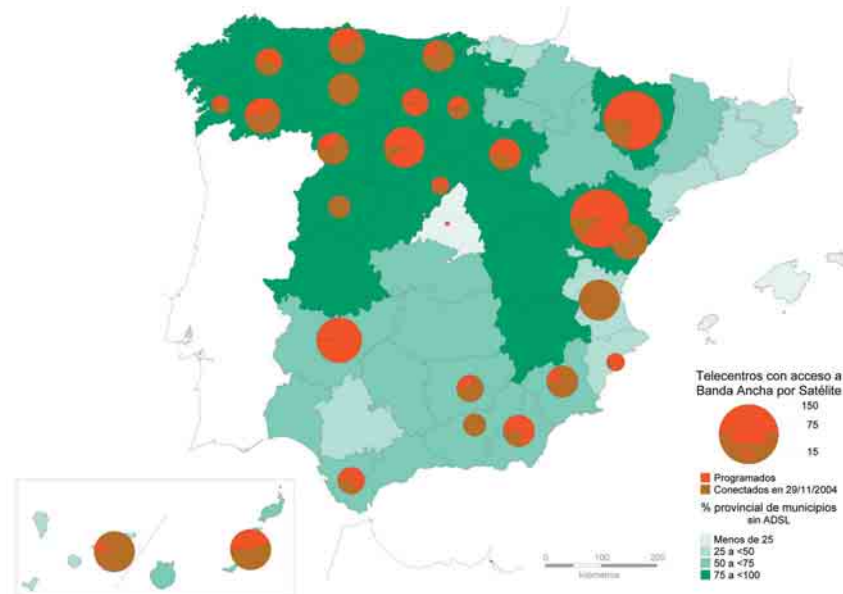 Telecentros con acceso a
Banda Ancha por Satélite
150
75
15
Programados
Conectados en 29/11/2004
% provincial de municipios
sin ADSL
Menos de 25
25 a <50
50 a <75
75 a <100
0 100 200
kilómetros